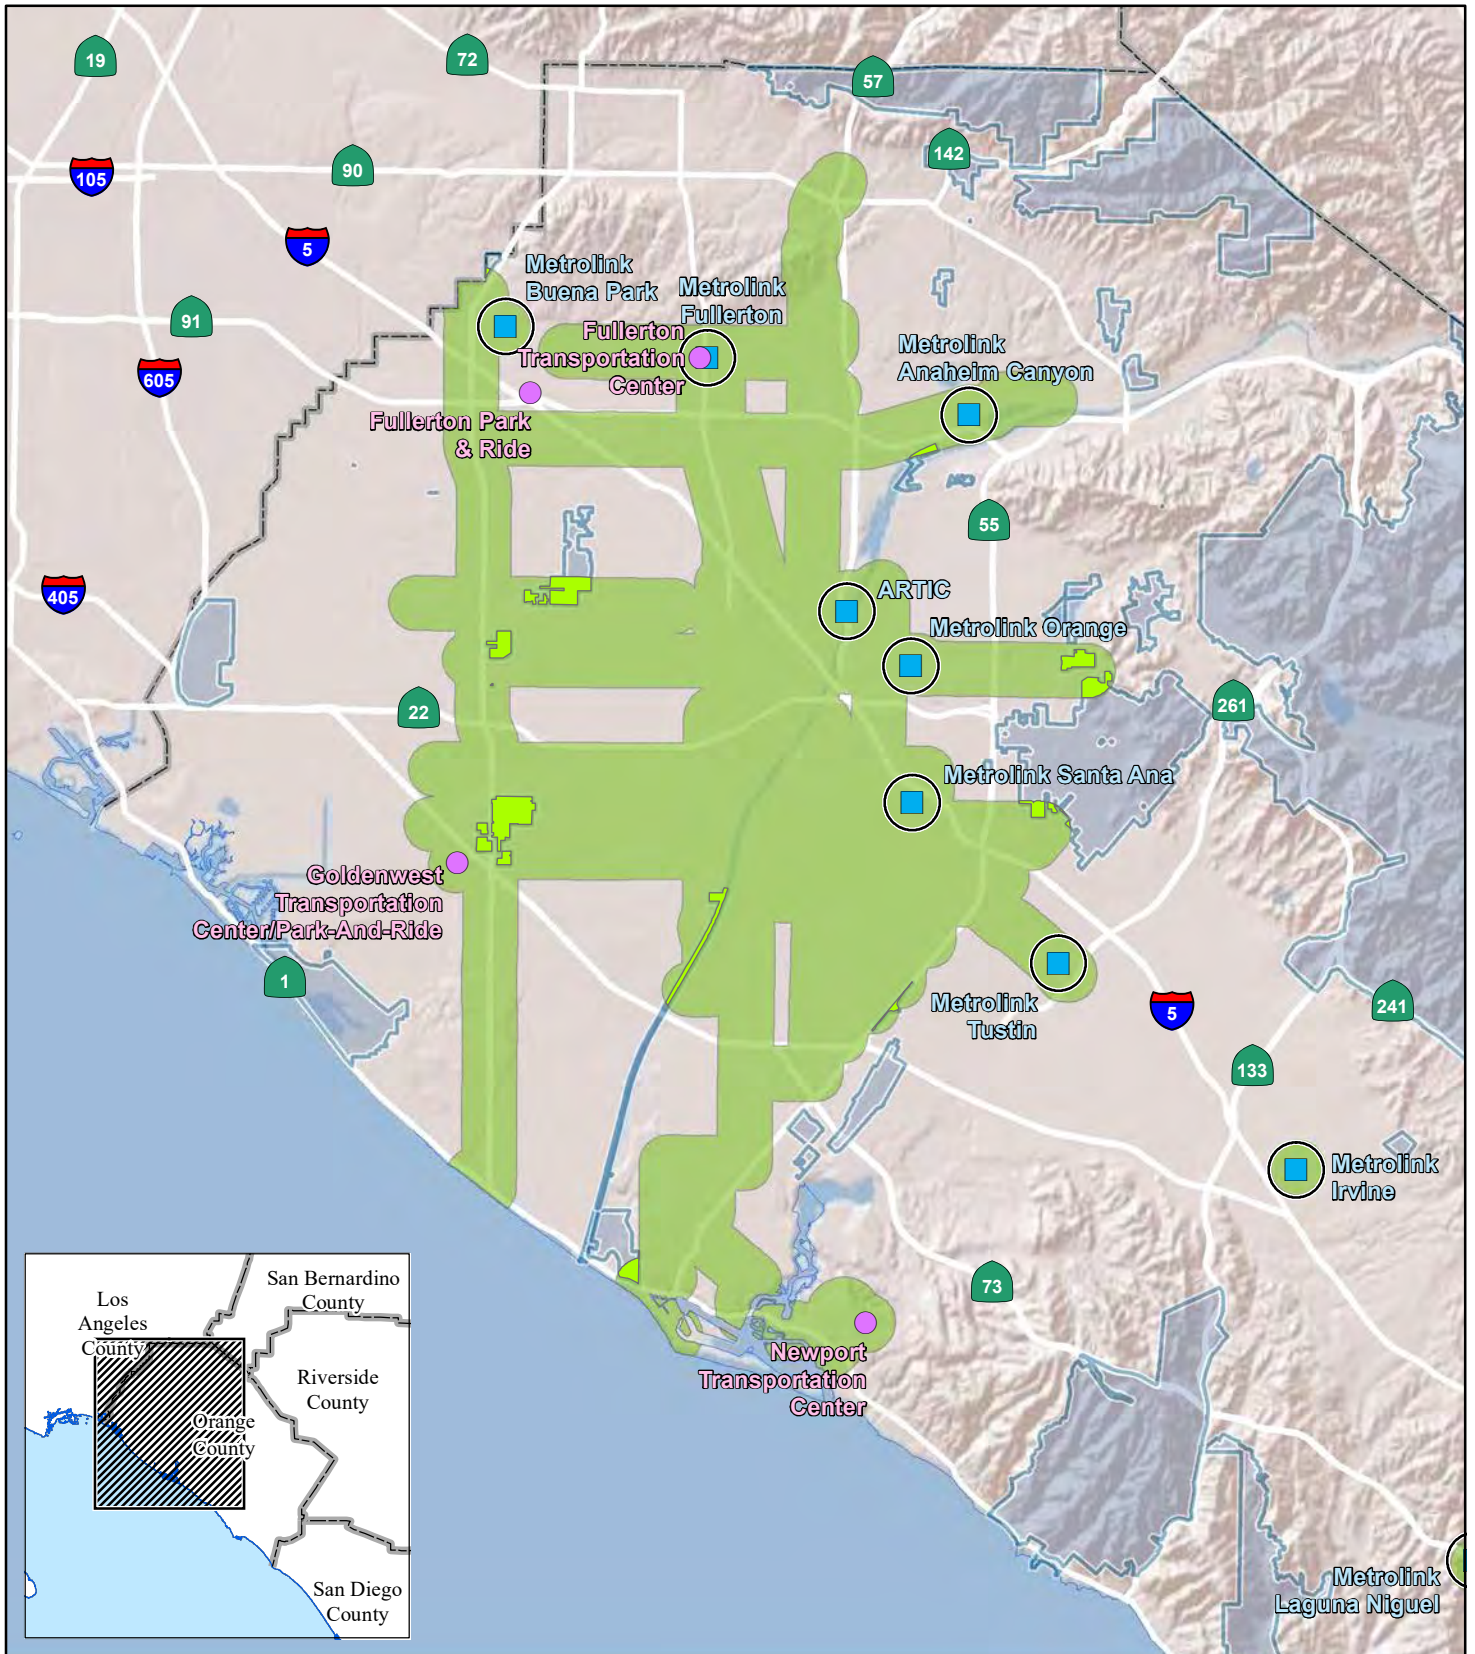 19
72
57
142
105
90
5
Metrolink
Buena Park
Metrolink
Fullerton
91
Fullerton
Transportation
Center
605
Metrolink
Anaheim Canyon
Fullerton Park
& Ride
55
405
ARTIC
Metrolink Orange
22
261
Metrolink Santa Ana
Goldenwest
Transportation
Center/Park-And-Ride
1
Metrolink
Tustin
5
241
133
Metrolink
Irvine
73
Newport
Transportation
Center
Metrolink
Laguna Niguel
San Bernardino
County
Los
Angeles
County
Riverside
County
Orange
County
San Diego
County